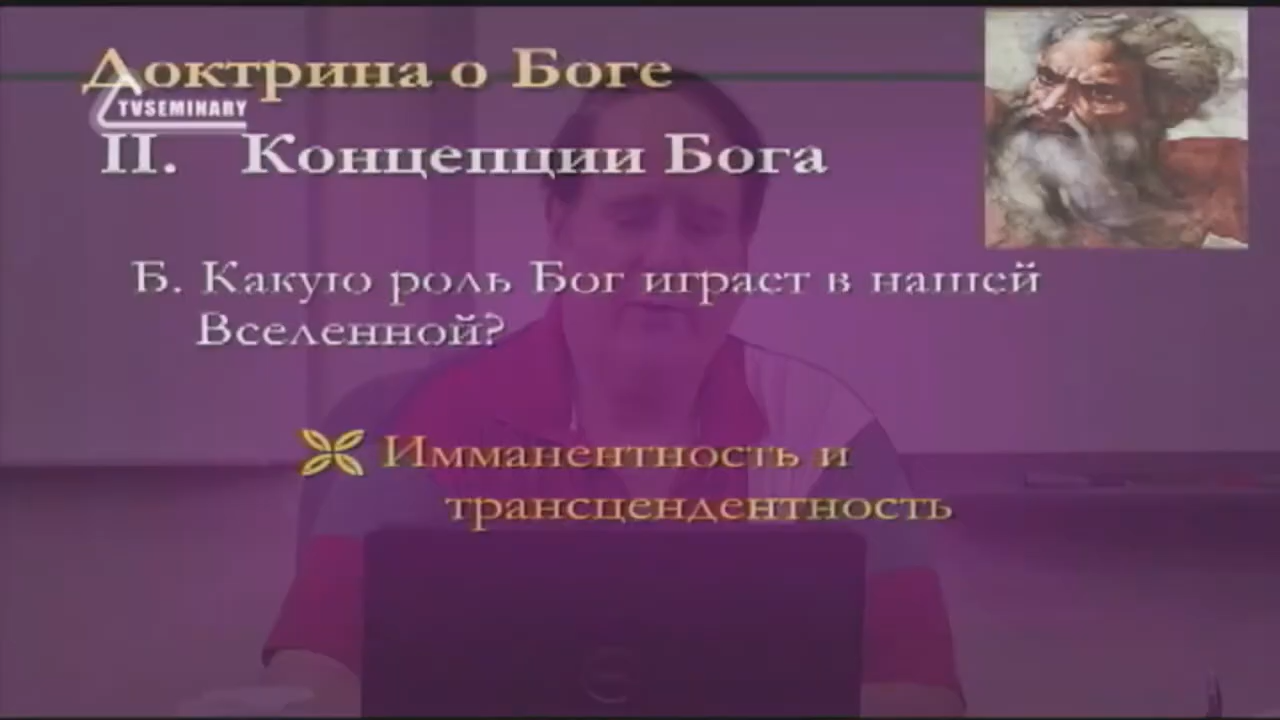 Доктрина о Боге
TVSEMINARY
II. Концепции Бога
Б. Какую роль Бог играет в нашей
Вселенной?
Имманентность и
трансцендентность